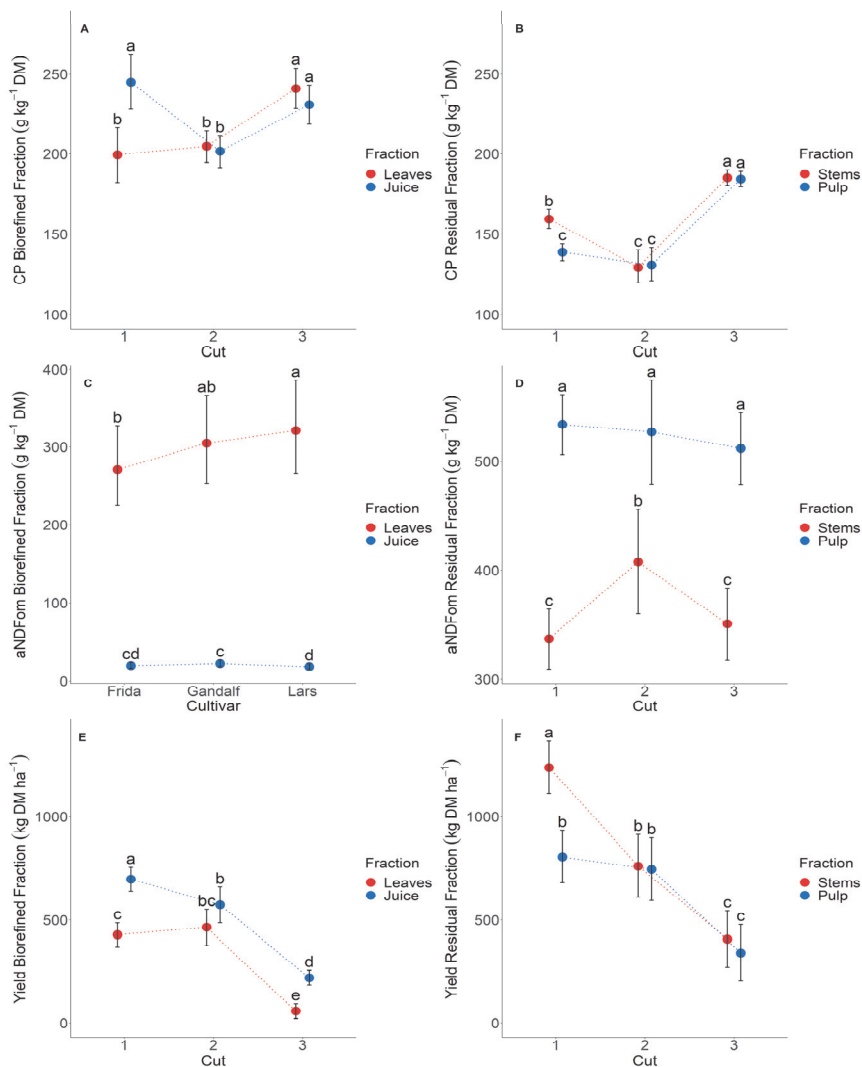 A
CP Biorefined Fraction (g kg⁻¹ DM)
250
200
150
100
a
b
b
b
a
a
1
2
3
Cut
Fraction
Leaves
Juice
B
CP Residual Fraction (g kg⁻¹ DM)
250
200
150
100
b
c
c
c
a
a
1
2
3
Cut
Fraction
Stems
Pulp
C
aNDFom Biorefined Fraction (g kg⁻¹ DM)
400
300
200
100
0
b
ab
a
cd
c
d
Frida
Gandalf
Lars
Cultivar
Fraction
Leaves
Juice
D
aNDFom Residual Fraction (g kg⁻¹ DM)
500
400
300
a
a
a
c
b
c
1
2
3
Cut
Fraction
Stems
Pulp
E
Yield Biorefined Fraction (kg DM ha⁻¹)
1000
500
0
a
c
bc
b
d
e
1
2
3
Cut
Fraction
Leaves
Juice
F
Yield Residual Fraction (kg DM ha⁻¹)
1000
500
0
a
b
b
b
c
c
1
2
3
Cut
Fraction
Stems
Pulp